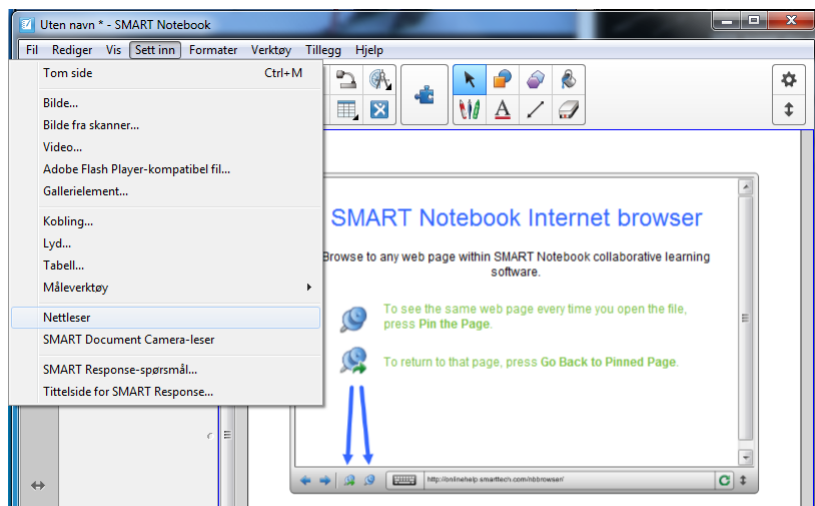 Uten navn * - SMART Notebook
Fil Rediger Vis Sett inn Formater Verktøy Tillegg Hjelp
Tom side Ctrl+M
Bilde...
Bilde fra skanner...
Video...
Adobe Flash Player-kompatibel fil...
Gallerielement...
Kobling...
Lyd...
Tabell...
Måleverktøy
Nettleser
SMART Document Camera-leser
SMART Response-spørsmål...
Tittelside for SMART Response...
A
SMART Notebook Internet browser
Browse to any web page within SMART Notebook collaborative learning
software.
To see the same web page every time you open the file,
press Pin the Page.
To return to that page, press Go Back to Pinned Page.
http://onlinehelp.smarttech.com/nbbrowser/